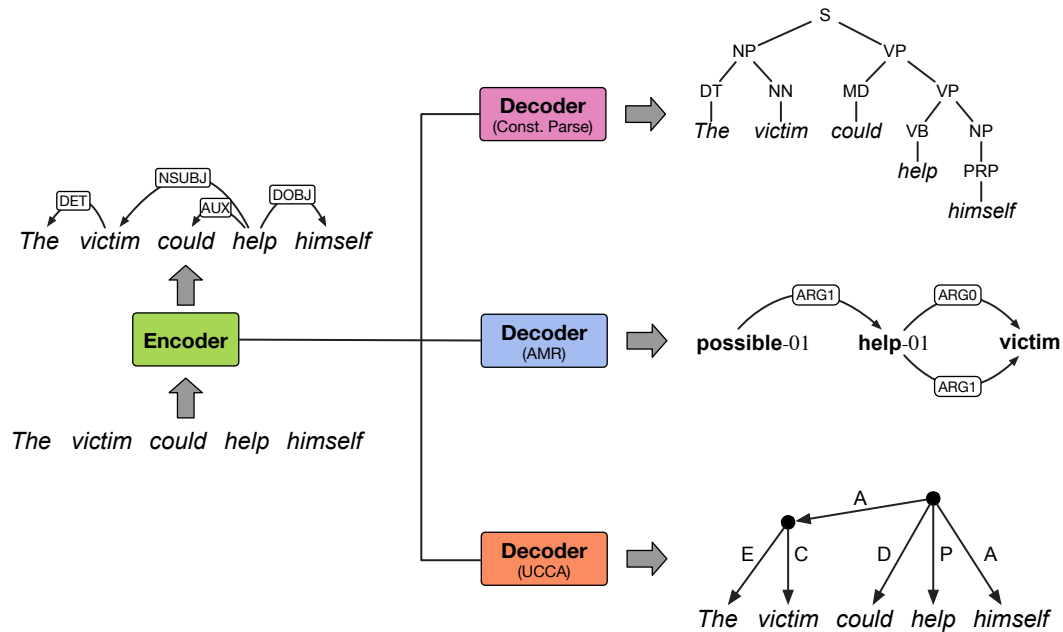 S
NP VP
DT NN MD VP
The victim could VB NP
help PRP
himself
Decoder
(Const. Parse)
NSUBJ
DET AUX DOBJ
The victim could help himself
Encoder
The victim could help himself
Decoder
(AMR)
ARG1 ARG0
possible-01 help-01 victim
ARG1
Decoder
(UCCA)
A
E C D P A
The victim could help himself